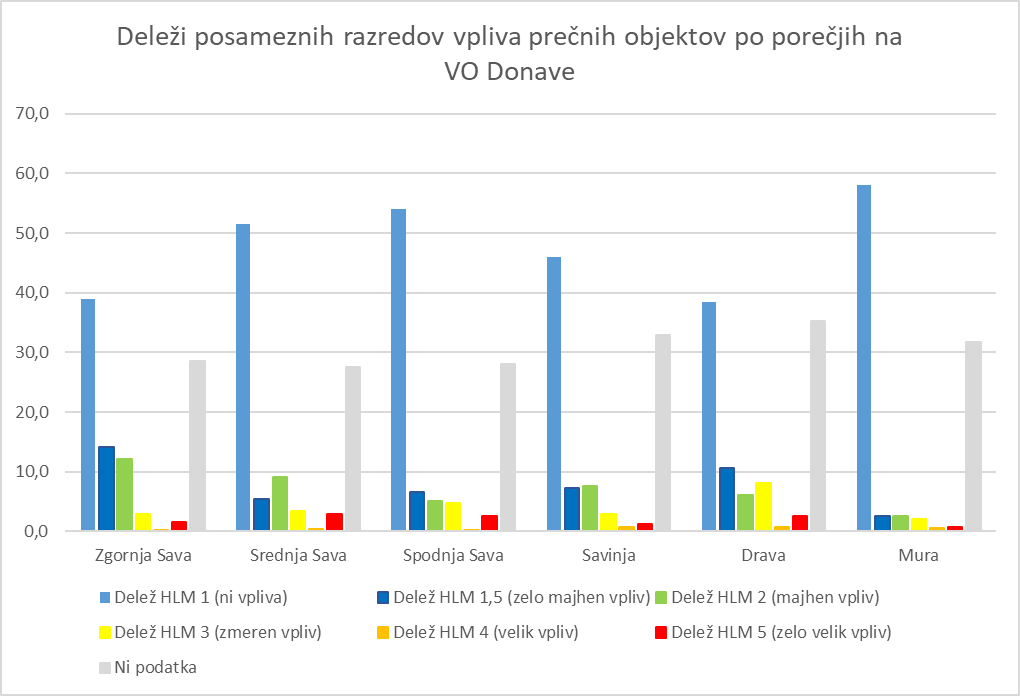 Deleži posameznih razredov vpliva prečnih objektov po porečjih na
VO Donave
70,0
60,0
50,0
40,0
30,0
20,0
10,0
0,0
Zgornja Sava Srednja Sava Spodnja Sava Savinja Drava Mura
Delež HLM 1 (ni vpliva) Delež HLM 1,5 (zelo majhen vpliv) Delež HLM 2 (majhen vpliv)
Delež HLM 3 (zmeren vpliv) Delež HLM 4 (velik vpliv) Delež HLM 5 (zelo velik vpliv)
Ni podatka